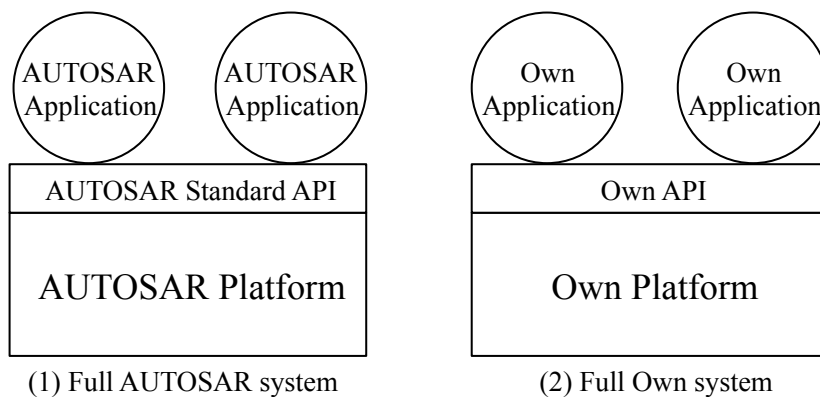 AUTOSAR
Application
AUTOSAR
Application
AUTOSAR Standard API
AUTOSAR Platform
(1) Full AUTOSAR system
Own
Application
Own
Application
Own API
Own Platform
(2) Full Own system